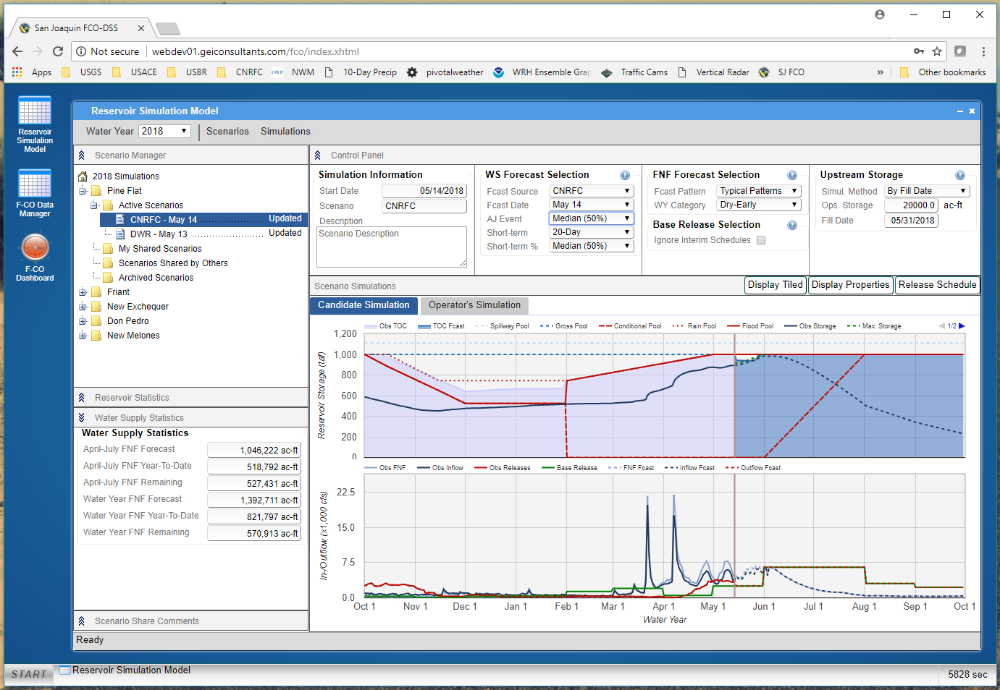 San Joaquin FCO-DSS
Not secure | webdev01.geiconsultants.com/fco/index.xhtml
Apps USGS USACE USBR CNRFC OWP NWM 10-Day Precip pivotalweather WRH Ensemble Grap Traffic Cams Vertical Radar SJ FCO » Other bookmarks
Reservoir Simulation Model
F-CO Data Manager
F-CO Dashboard
Reservoir Simulation Model
Water Year 2018 Scenarios Simulations
Scenario Manager
2018 Simulations
Pine Flat
Active Scenarios
CNRFC - May 14 Updated
DWR - May 13 Updated
My Shared Scenarios
Scenarios Shared by Others
Archived Scenarios
Friant
New Exchequer
Don Pedro
New Melones
Reservoir Statistics
Water Supply Statistics
Water Supply Statistics
April-July FNF Forecast 1,046,222 ac-ft
April-July FNF Year-To-Date 518,792 ac-ft
April-July FNF Remaining 527,431 ac-ft
Water Year FNF Forecast 1,392,711 ac-ft
Water Year FNF Year-To-Date 821,797 ac-ft
Water Year FNF Remaining 570,913 ac-ft
Scenario Share Comments
Control Panel
Simulation Information
Start Date 05/14/2018
Scenario CNRFC
Description
Scenario Description
WS Forecast Selection ?
Fcast Source CNRFC
Fcast Date May 14
AJ Event Median (50%)
Short-term 20-Day
Short-term % Median (50%)
FNF Forecast Selection ?
Fcast Pattern Typical Patterns
WY Category Dry-Early
Base Release Selection ?
Ignore Interim Schedules
Upstream Storage ?
Simul. Method By Fill Date
Ops. Storage 20000.0 ac-ft
Fill Date 05/31/2018
Scenario Simulations Display Tiled Display Properties Release Schedule
Candidate Simulation Operator's Simulation
Obs TOC TOC Fcast Spillway Pool Gross Pool Conditional Pool Rain Pool Flood Pool Obs Storage Max. Storage 1/2
Reservoir Storage (taf)
1,200
1,000
800
600
400
200
0
Obs FNF Obs Inflow Obs Releases Base Release FNF Fcast Inflow Fcast Outflow Fcast
In-/Outflow (x1,000 cfs)
22.5
15.0
7.5
0.0
Oct 1 Nov 1 Dec 1 Jan 1 Feb 1 Mar 1 Apr 1 May 1 Jun 1 Jul 1 Aug 1 Sep 1 Oct 1
Water Year
Ready
START Reservoir Simulation Model 5828 sec